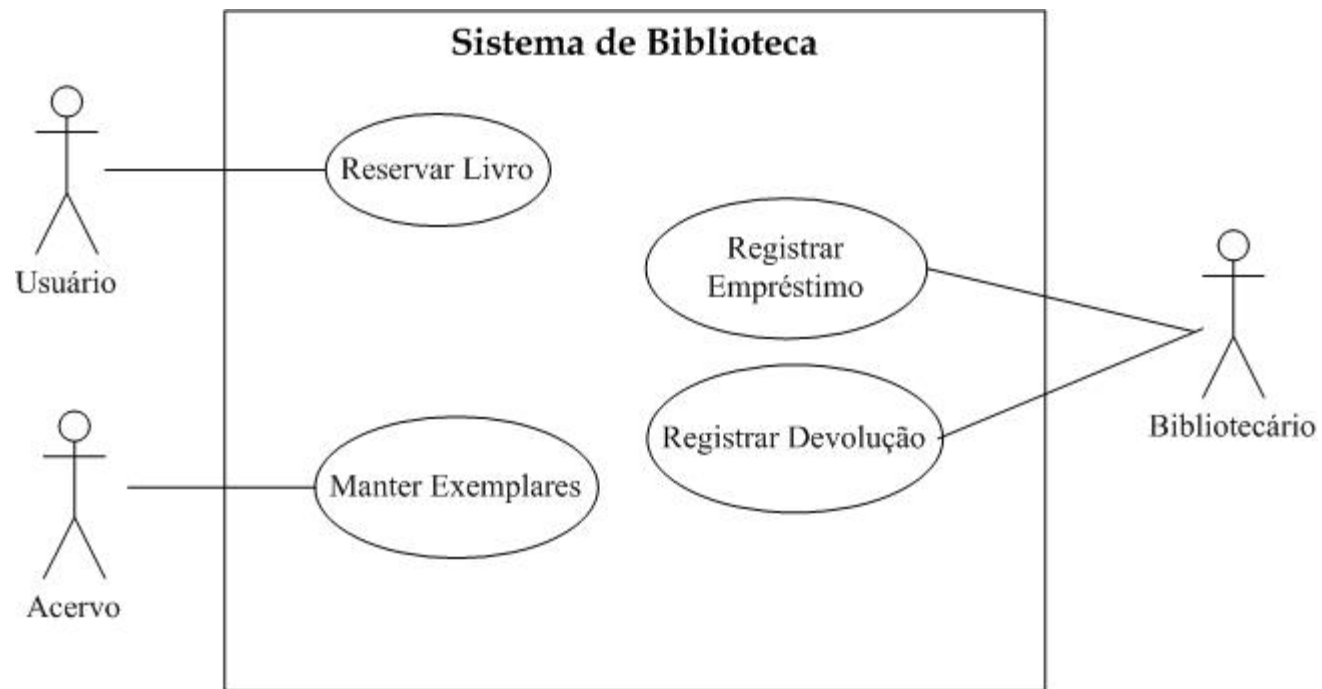 Sistema de Biblioteca
Reservar Livro
Usuário
Registrar
Empréstimo
Registrar Devolução
Bibliotecário
Manter Exemplares
Acervo